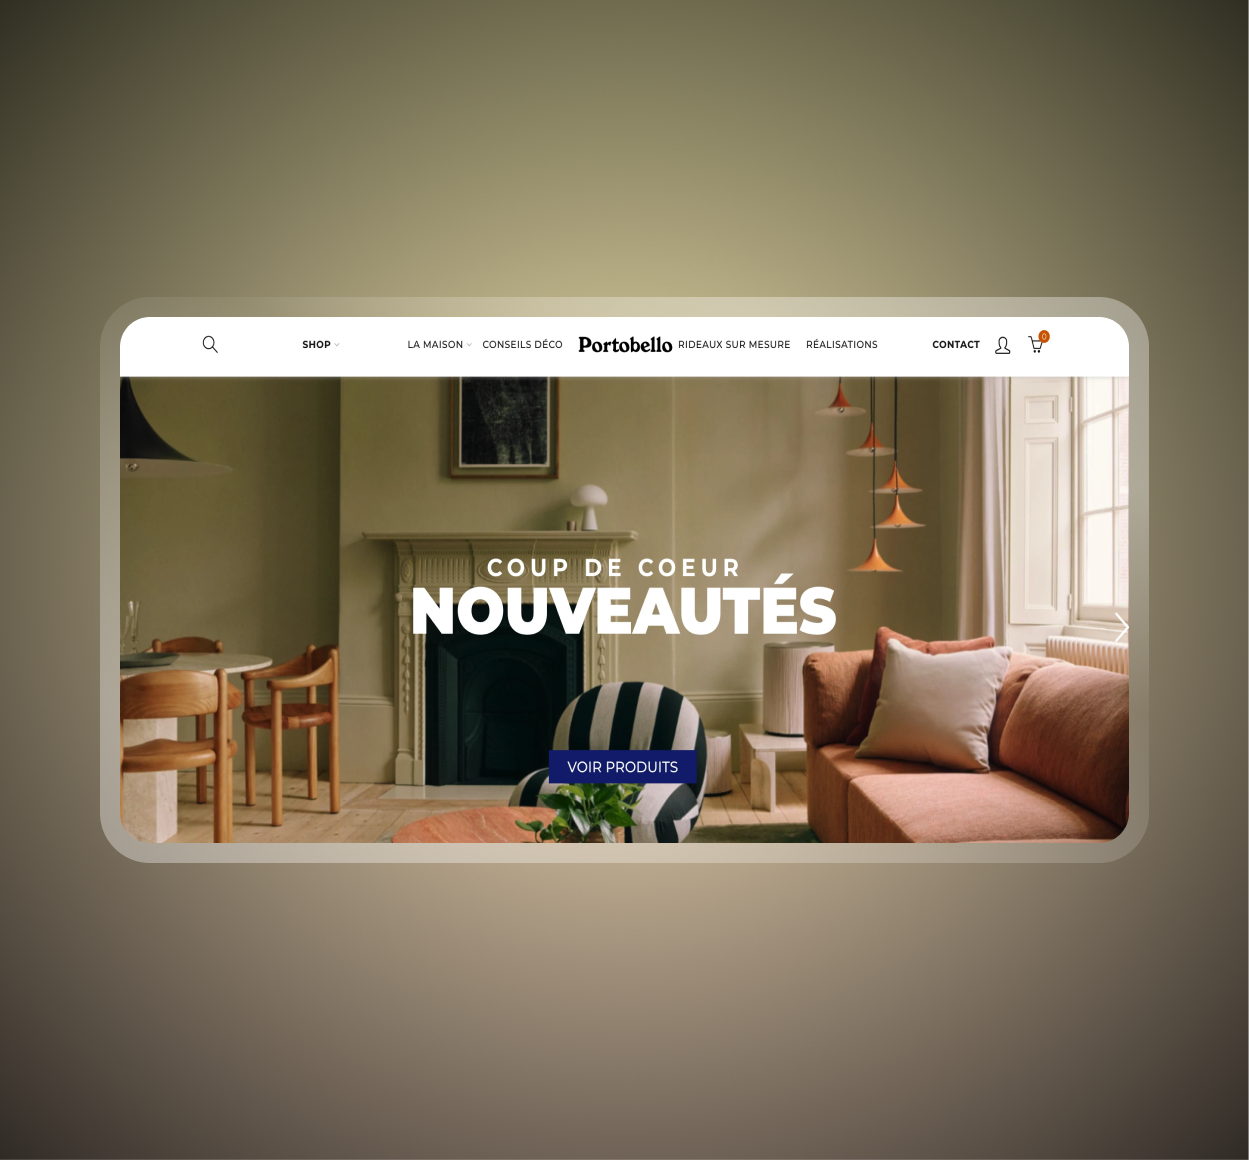 SHOP
LA MAISON
CONSEILS DÉCO
Portobello
RIDEAUX SUR MESURE
RÉALISATIONS
CONTACT
0
COUP DE COEUR
NOUVEAUTÉS
VOIR PRODUITS